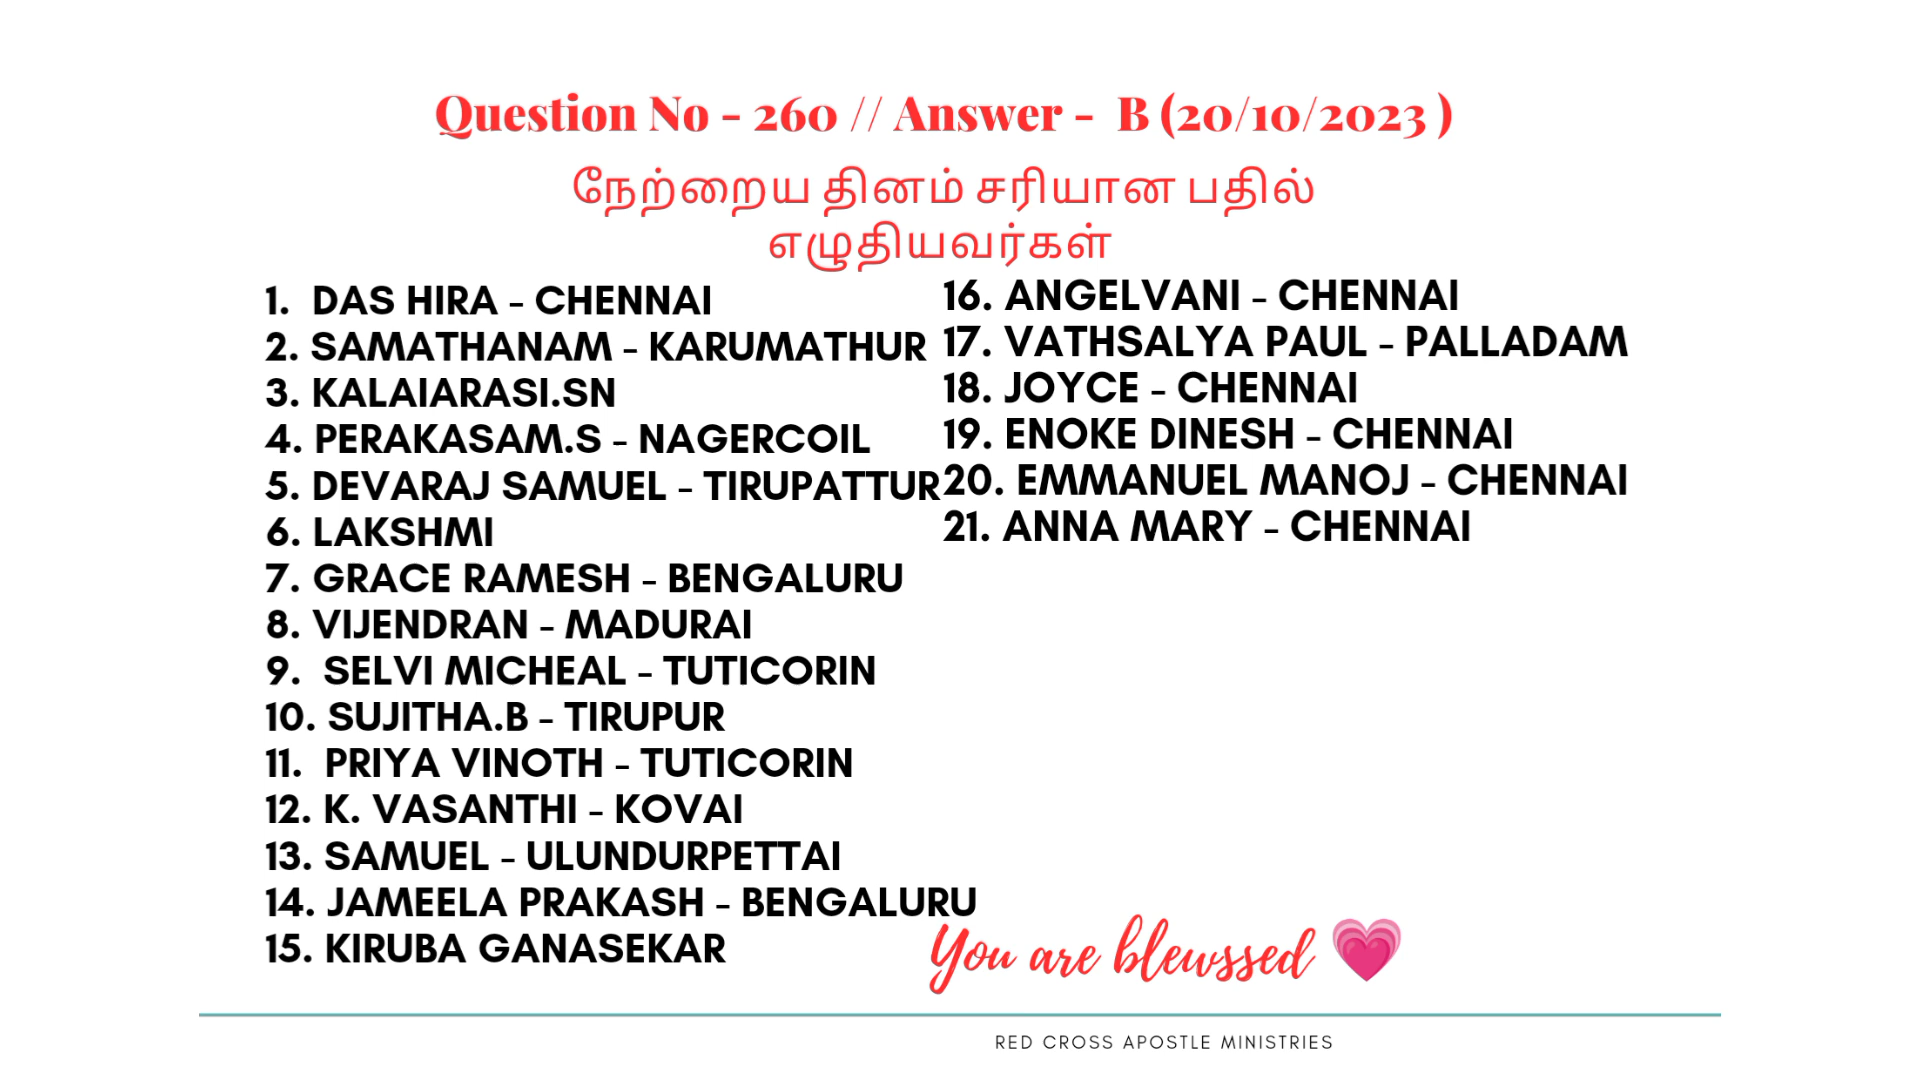 Question No - 260 // Answer - B (20/10/2023 )
நேற்றைய தினம் சரியான பதில்
எழுதியவர்கள்
1. DAS HIRA - CHENNAI
2. SAMATHANAM - KARUMATHUR
3. KALAIARASI.SN
4. PERAKASAM.S - NAGERCOIL
5. DEVARAJ SAMUEL - TIRUPATTUR
6. LAKSHMI
7. GRACE RAMESH - BENGALURU
8. VIJENDRAN - MADURAI
9. SELVI MICHEAL - TUTICORIN
10. SUJITHA.B - TIRUPUR
11. PRIYA VINOTH - TUTICORIN
12. K. VASANTHI - KOVAI
13. SAMUEL - ULUNDURPETTAI
14. JAMEELA PRAKASH - BENGALURU
15. KIRUBA GANASEKAR
16. ANGELVANI - CHENNAI
17. VATHSALYA PAUL - PALLADAM
18. JOYCE - CHENNAI
19. ENOKE DINESH - CHENNAI
20. EMMANUEL MANOJ - CHENNAI
21. ANNA MARY - CHENNAI
You are blewssed 💗
RED CROSS APOSTLE MINISTRIES